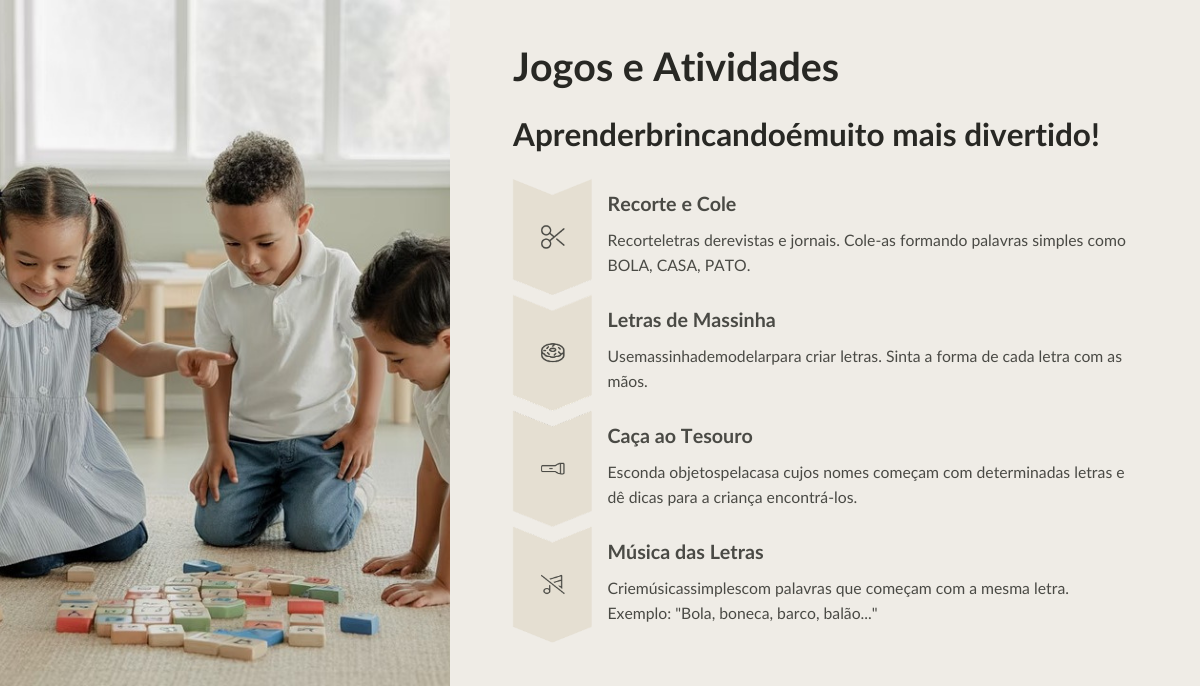 Jogos e Atividades
Aprenderbrincandoémuito mais divertido!
Recorte e Cole
Recorteletras derevistas e jornais. Cole-as formando palavras simples como
BOLA, CASA, PATO.
Letras de Massinha
Usemassinhademodelarpara criar letras. Sinta a forma de cada letra com as
mãos.
Caça ao Tesouro
Esconda objetospelacasa cujos nomes começam com determinadas letras e
dê dicas para a criança encontrá-los.
Música das Letras
Criemúsicassimplescom palavras que começam com a mesma letra.
Exemplo: "Bola, boneca, barco, balão..."